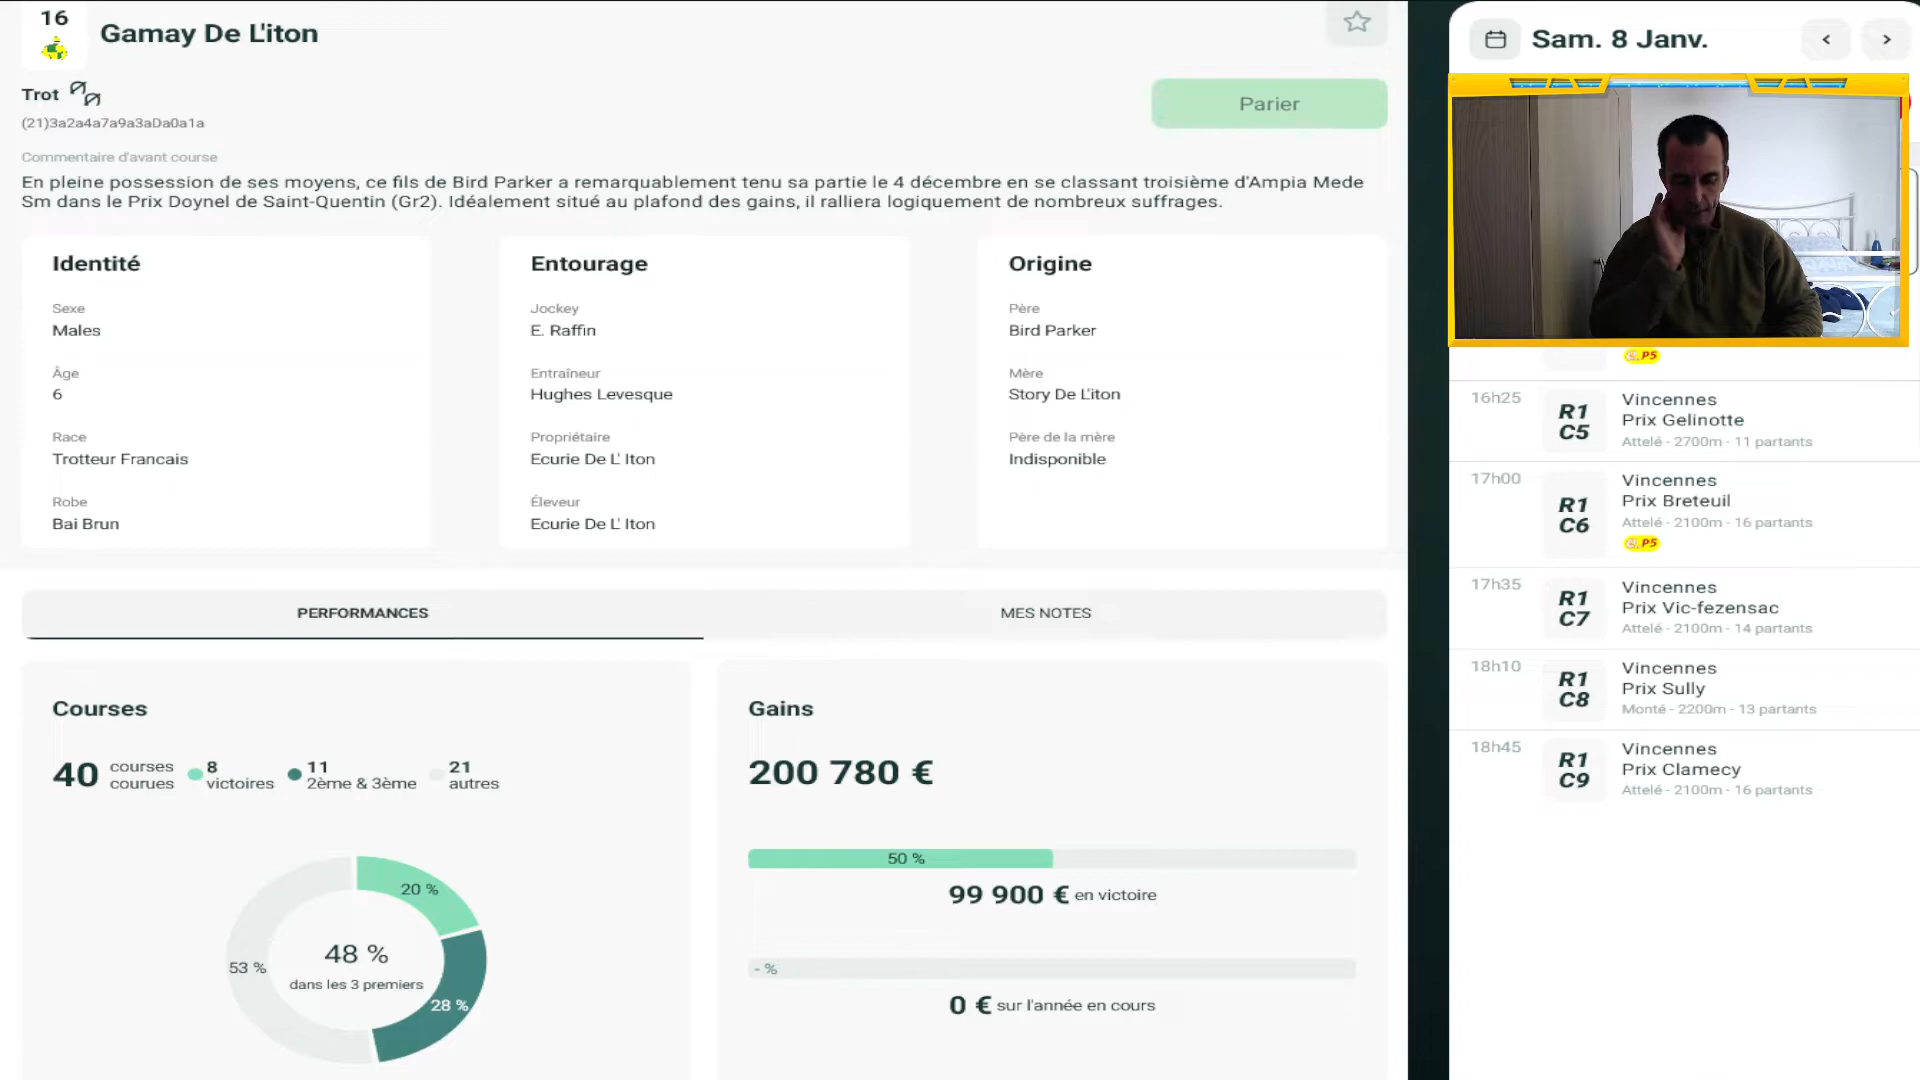 16
Gamay De L'iton
Trot
(21)3a2a4a7a9a3aDa0a1a
Parier
Commentaire d'avant course
En pleine possession de ses moyens, ce fils de Bird Parker a remarquablement tenu sa partie le 4 décembre en se classant troisième d'Ampia Mede
Sm dans le Prix Doynel de Saint-Quentin (Gr2). Idéalement situé au plafond des gains, il ralliera logiquement de nombreux suffrages.
Identité
Sexe
Males
Âge
6
Race
Trotteur Francais
Robe
Bai Brun
Entourage
Jockey
E. Raffin
Entraîneur
Hughes Levesque
Propriétaire
Ecurie De L' Iton
Éleveur
Ecurie De L' Iton
Origine
Père
Bird Parker
Mère
Story De L'iton
Père de la mère
Indisponible
PERFORMANCES
MES NOTES
Courses
40 courses courues
8 victoires
11 2ème & 3ème
21 autres
20 %
48 %
dans les 3 premiers
53 %
28 %
Gains
200 780 €
50 %
99 900 € en victoire
- %
0 € sur l'année en cours
Sam. 8 Janv.
P5
16h25
R1 C5
Vincennes
Prix Gelinotte
Attelé - 2700m - 11 partants
17h00
R1 C6
Vincennes
Prix Breteuil
Attelé - 2100m - 16 partants
P5
17h35
R1 C7
Vincennes
Prix Vic-fezensac
Attelé - 2100m - 14 partants
18h10
R1 C8
Vincennes
Prix Sully
Monté - 2200m - 13 partants
18h45
R1 C9
Vincennes
Prix Clamecy
Attelé - 2100m - 16 partants